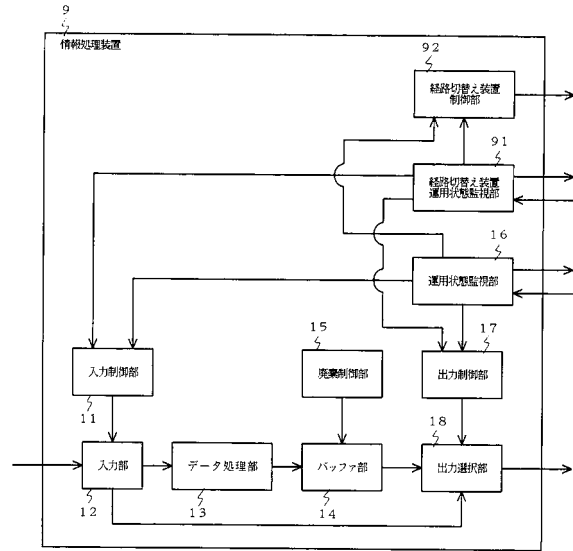 9
情報処理装置
92
経路切替え装置
制御部
91
経路切替え装置
運用状態監視部
16
運用状態監視部
15
17
入力制御部
廃棄制御部
出力制御部
11
18
入力部
データ処理部
バッファ部
出力選択部
12
13
14